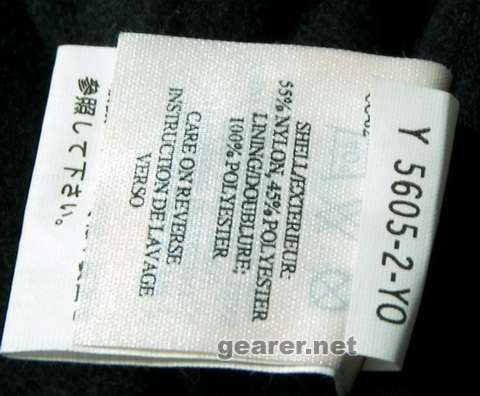 SHELL/EXTERIEUR:
55% NYLON, 45% POLYESTER
LINING/DOUBLURE:
100% POLYESTER
CARE ON REVERSE
INSTRUCTION DE LAVAGE
VERSO
Y 5605-2-YO
参照して下さい。
gearer.net